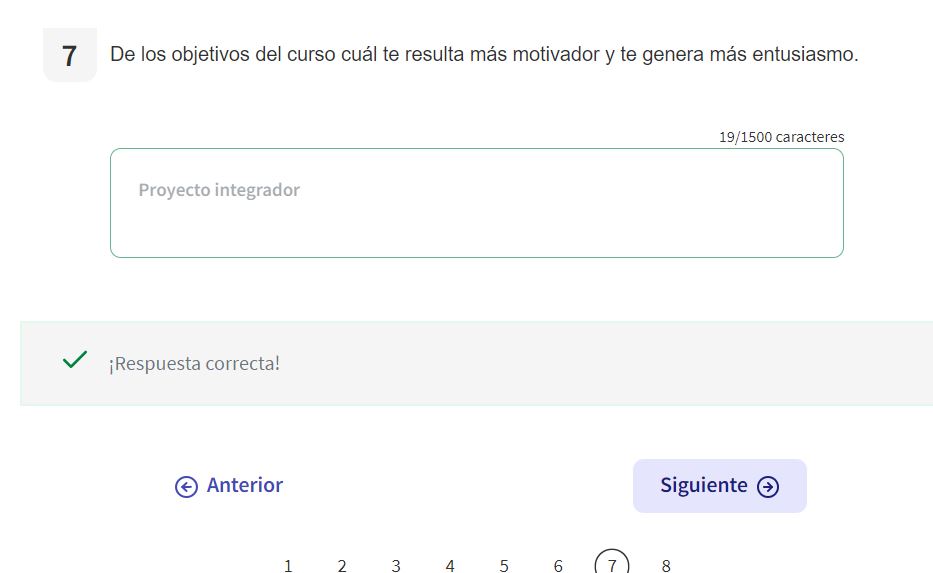 7
De los objetivos del curso cuál te resulta más motivador y te genera más entusiasmo.
19/1500 caracteres
Proyecto integrador
¡Respuesta correcta!
Anterior
Siguiente
1 2 3 4 5 6 7 8